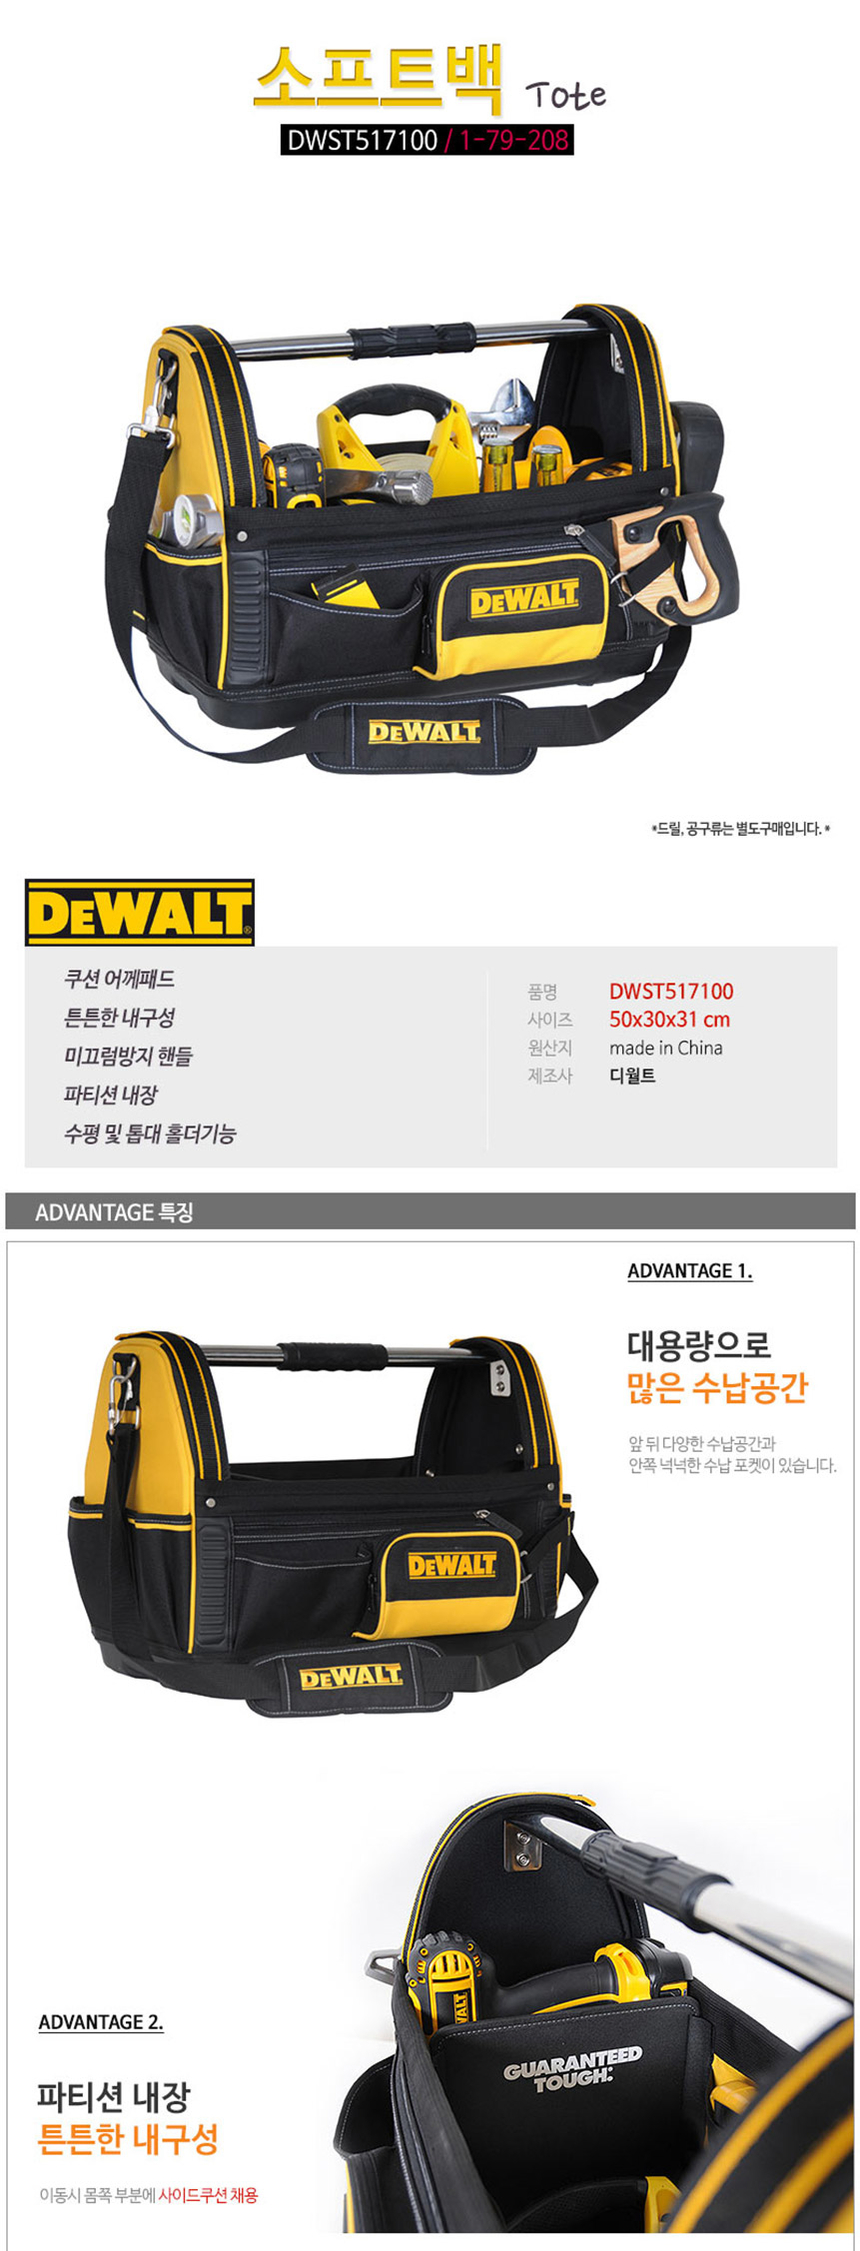 소프트백 Tote
DWST517100 / 1-79-208
DEWALT
DEWALT
*드릴, 공구류는 별도구매입니다. *
DEWALT
쿠션 어께패드
튼튼한 내구성
미끄럼방지 핸들
파티션 내장
수평 및 톱대 홀더기능
품명 DWST517100
사이즈 50x30x31 cm
원산지 made in China
제조사 디월트
ADVANTAGE 특징
ADVANTAGE 1.
대용량으로
많은 수납공간
앞 뒤 다양한 수납공간과
안쪽 넉넉한 수납 포켓이 있습니다.
DEWALT
DEWALT
ADVANTAGE 2.
파티션 내장
튼튼한 내구성
이동시 몸쪽 부분에 사이드쿠션 채용
GUARANTEED
TOUGH: